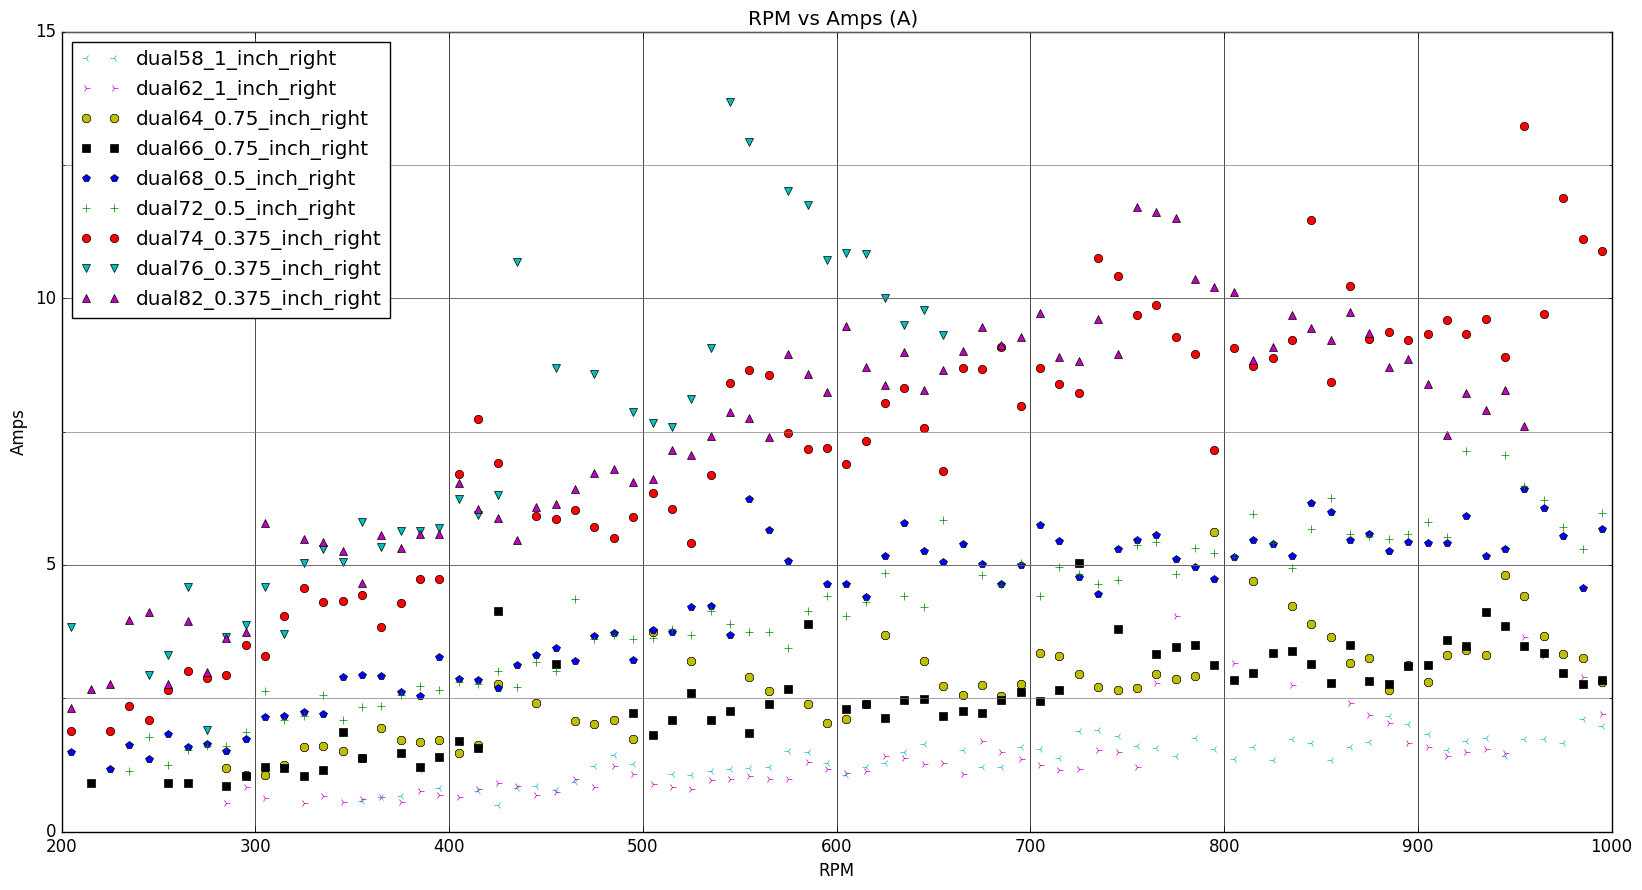 RPM vs Amps (A)
15
dual58_1_inch_right
dual62_1_inch_right
dual64_0.75_inch_right
dual66_0.75_inch_right
dual68_0.5_inch_right
dual72_0.5_inch_right
dual74_0.375_inch_right
dual76_0.375_inch_right
dual82_0.375_inch_right
10
Amps
5
0
200 300 400 500 600 700 800 900 1000
RPM